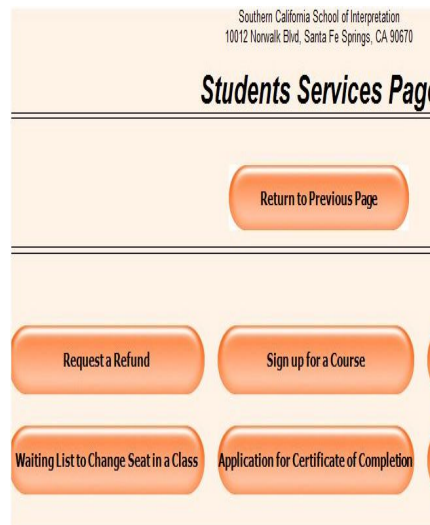 Southern California School of Interpretation
10012 Norwalk Blvd, Santa Fe Springs, CA 90670
Students Services Pag
Return to Previous Page
Request a Refund
Sign up for a Course
Waiting List to Change Seat in a Class
Application for Certificate of Completion